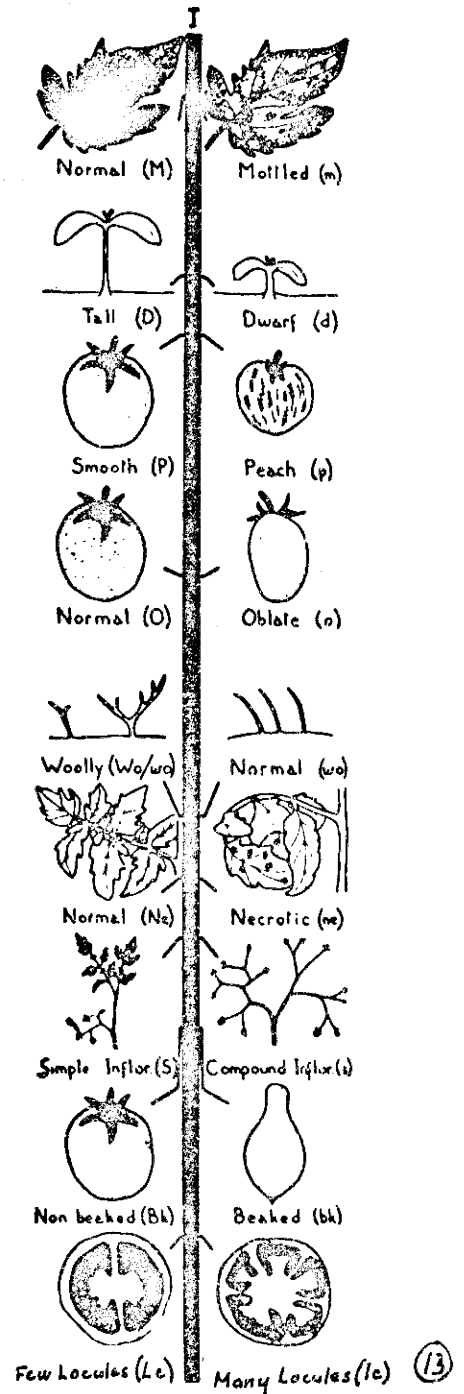 I
Normal (M) Mottled (m)
Tall (D) Dwarf (d)
Smooth (P) Peach (p)
Normal (O) Oblate (o)
Woolly (Wo/wo) Normal (wo)
Normal (Ne) Necrotic (ne)
Simple Inflor. (S) Compound Inflor. (s)
Non beaked (Bk) Beaked (bk)
Few Locules (Lc) Many Locules (lc)
13